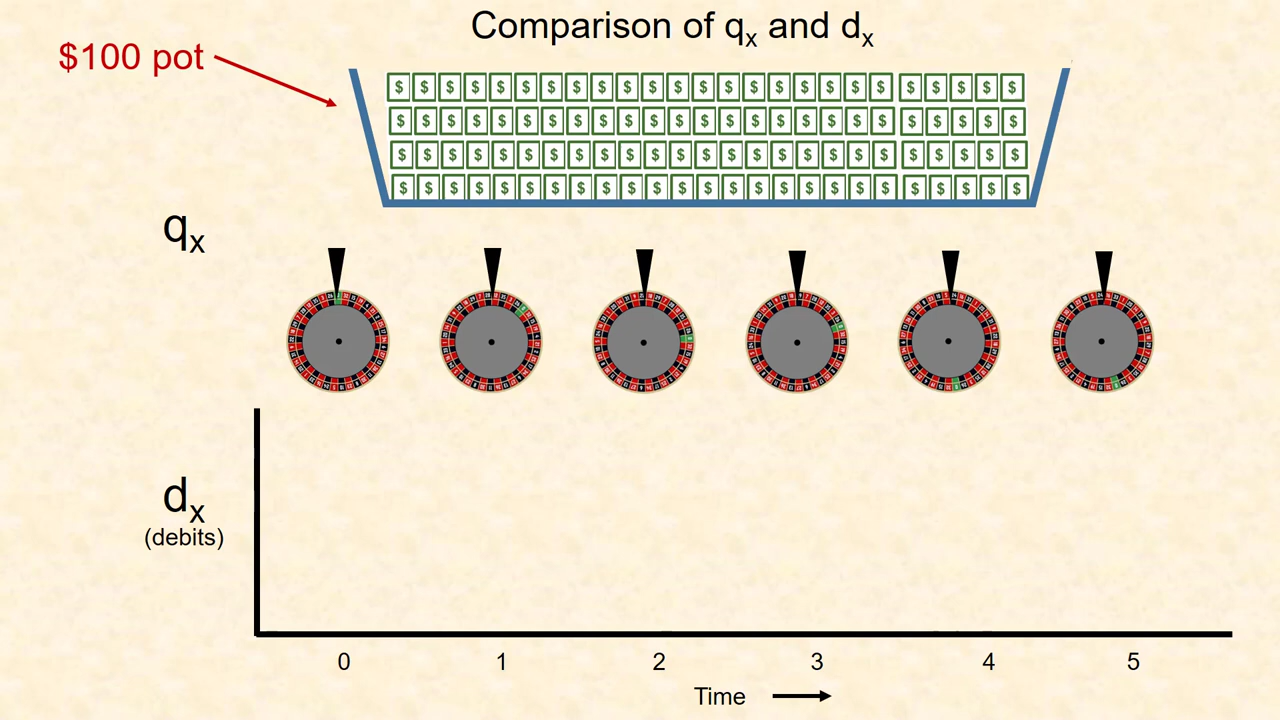 Comparison of qx and dx
$100 pot
$ $ $ $ $ $ $ $ $ $ $ $ $ $ $ $ $ $ $ $ $ $ $ $ $
$ $ $ $ $ $ $ $ $ $ $ $ $ $ $ $ $ $ $ $ $ $ $ $ $
$ $ $ $ $ $ $ $ $ $ $ $ $ $ $ $ $ $ $ $ $ $ $ $ $
$ $ $ $ $ $ $ $ $ $ $ $ $ $ $ $ $ $ $ $ $ $ $ $ $
qx
dx
(debits)
0 1 2 3 4 5
Time